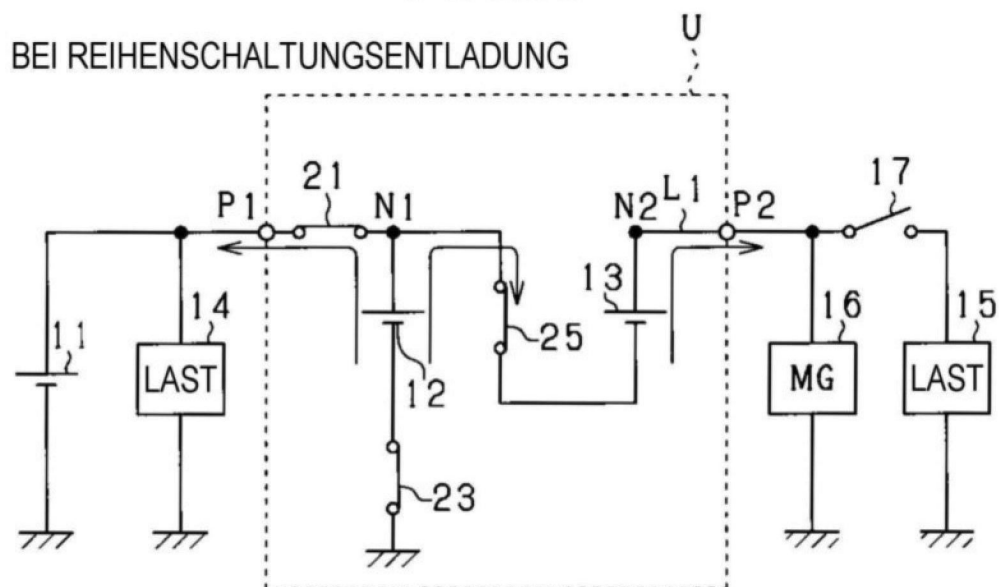 U
BEI REIHENSCHALTUNGSENTLADUNG
P1 21 N1 N2 L1 P2 17
11 14 12 25 13 16 15
LAST MG LAST
23